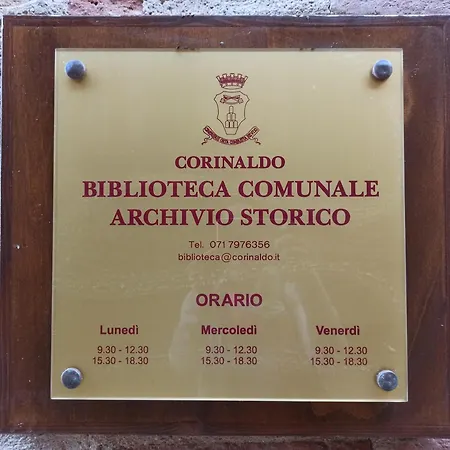 CORINALDO
BIBLIOTECA COMUNALE
ARCHIVIO STORICO
Tel. 071 7976356
biblioteca@corinaldo.it
ORARIO
Lunedì Mercoledì Venerdì
9.30 - 12.30 9.30 - 12.30 9.30 - 12.30
15.30 - 18.30 15.30 - 18.30 15.30 - 18.30